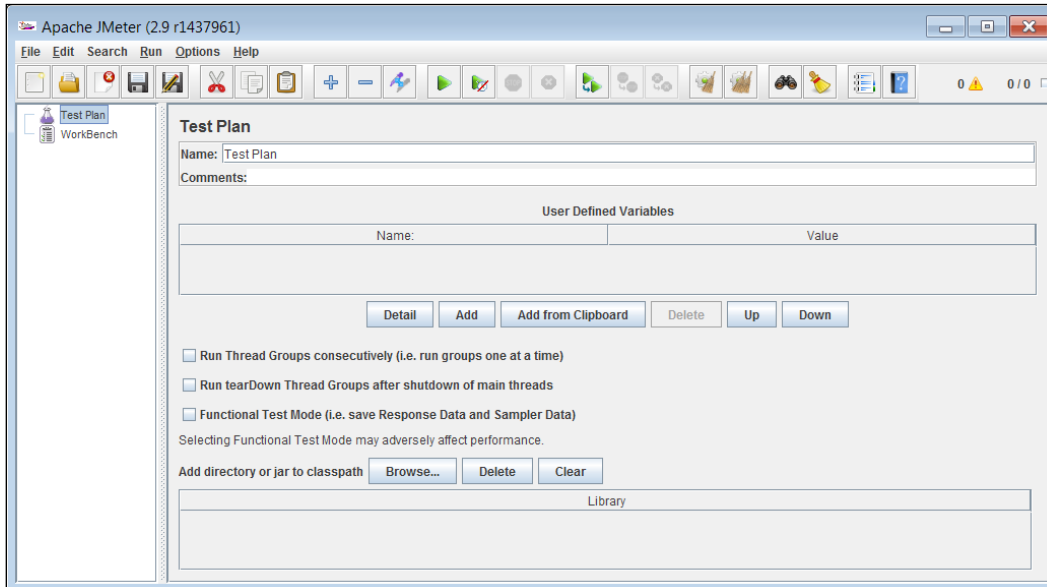 Apache JMeter (2.9 r1437961)
File Edit Search Run Options Help
0 0 / 0
Test Plan
WorkBench
Test Plan
Name: Test Plan
Comments:
User Defined Variables
Name: Value
Detail Add Add from Clipboard Delete Up Down
Run Thread Groups consecutively (i.e. run groups one at a time)
Run tearDown Thread Groups after shutdown of main threads
Functional Test Mode (i.e. save Response Data and Sampler Data)
Selecting Functional Test Mode may adversely affect performance.
Add directory or jar to classpath Browse... Delete Clear
Library